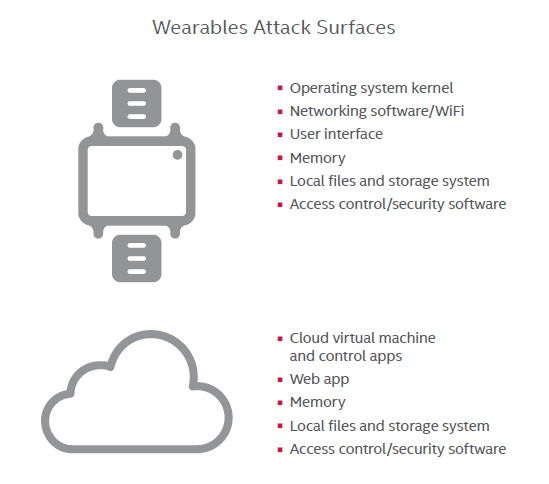 Wearables Attack Surfaces
▪ Operating system kernel
▪ Networking software/WiFi
▪ User interface
▪ Memory
▪ Local files and storage system
▪ Access control/security software
▪ Cloud virtual machine
and control apps
▪ Web app
▪ Memory
▪ Local files and storage system
▪ Access control/security software